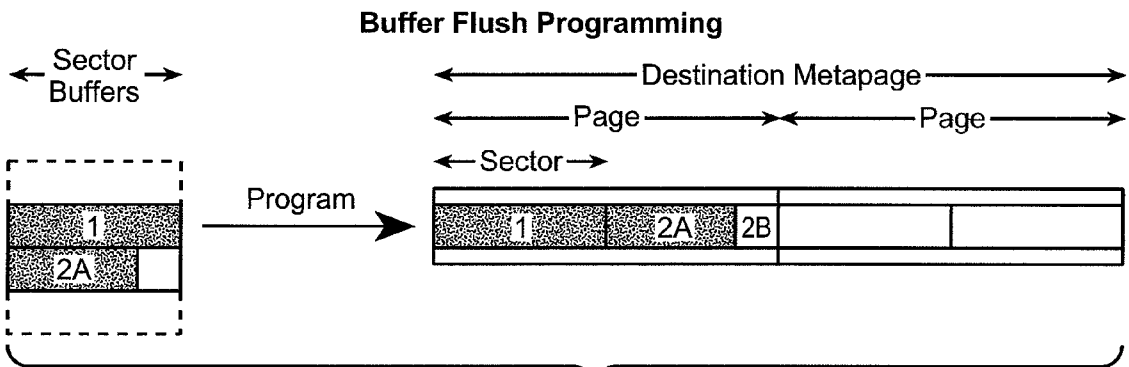 Buffer Flush Programming
Sector
Buffers
Destination Metapage
Page Page
Sector
Program
1
2A
1 2A 2B